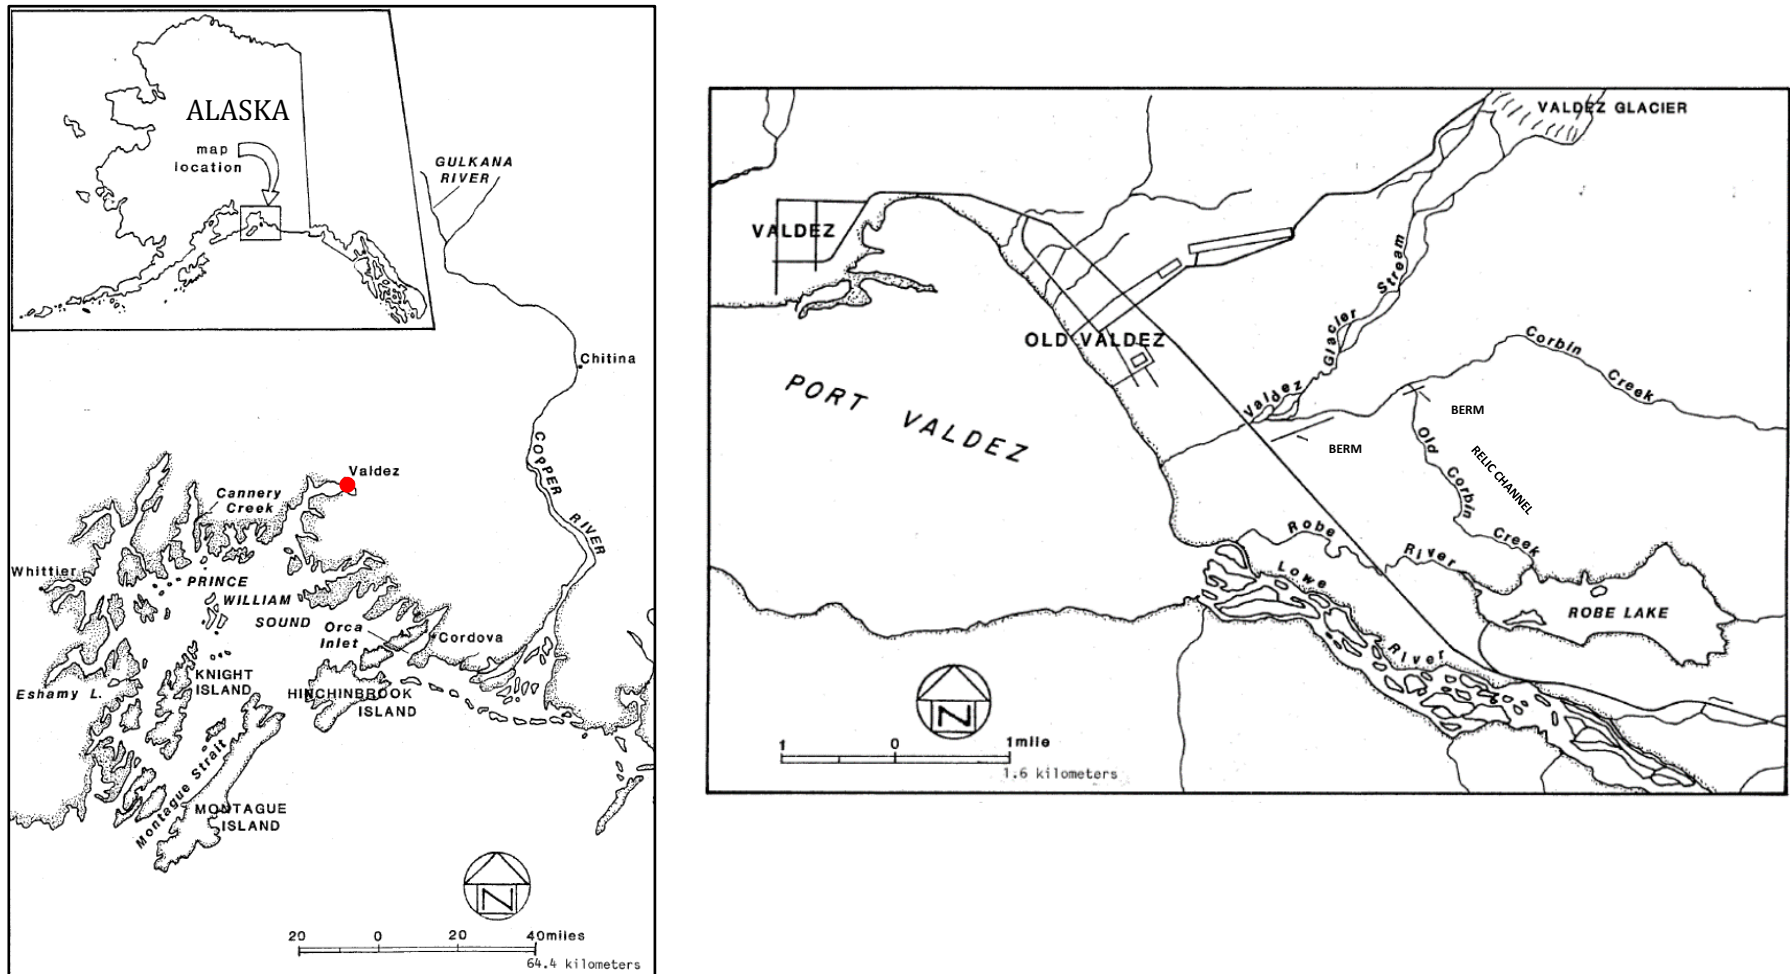 ALASKA
map
location
GULKANA
RIVER
Chitina
COPPER
RIVER
Valdez
Cannery
Creek
Whittier
PRINCE
WILLIAM
SOUND
Orca
Inlet
Cordova
KNIGHT
ISLAND
Eshamy L.
HINCHINBROOK
ISLAND
Montague Strait
MONTAGUE
ISLAND
N
20 0 20 40miles
64.4 kilometers
VALDEZ GLACIER
VALDEZ
OLD VALDEZ
Valdez Glacier Stream
Corbin
Creek
PORT VALDEZ
BERM
BERM
Old Corbin Creek
RELIC CHANNEL
Robe River
Lowe River
ROBE LAKE
N
1 0 1mile
1.6 kilometers